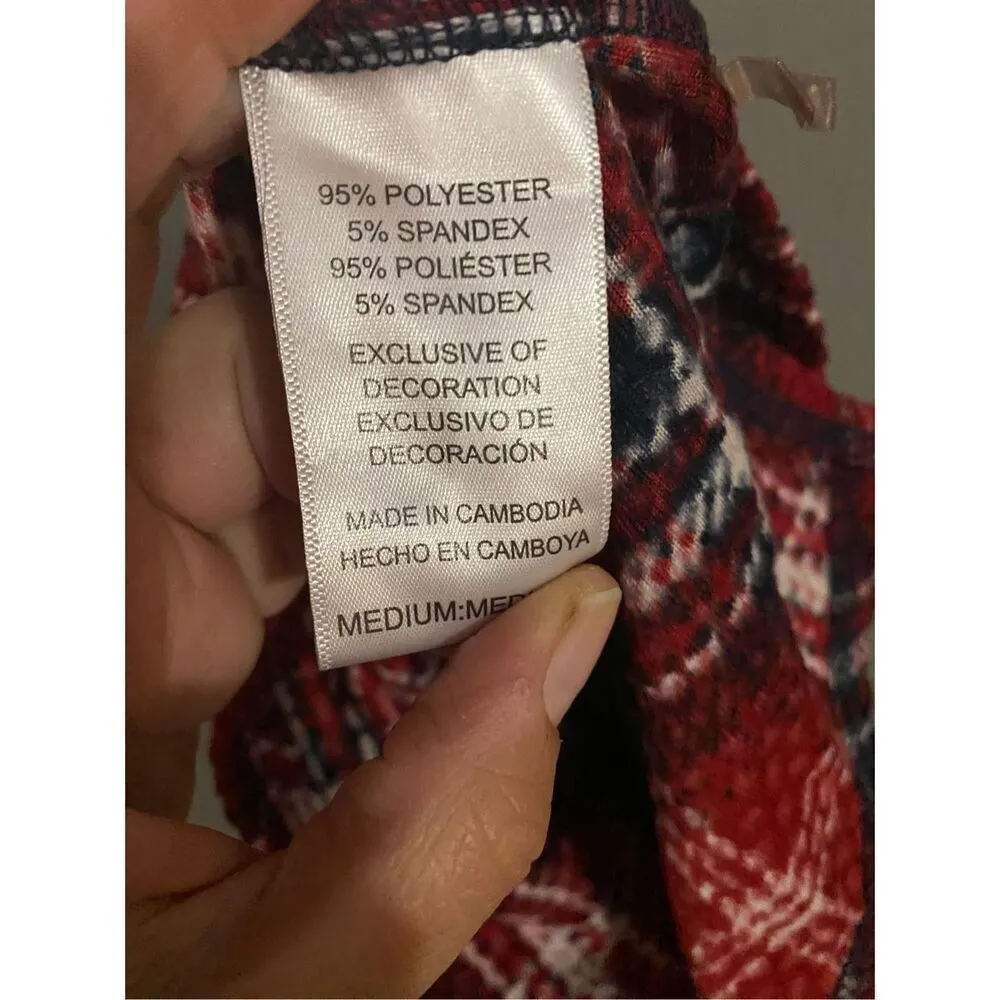 95% POLYESTER
5% SPANDEX
95% POLIÉSTER
5% SPANDEX
EXCLUSIVE OF
DECORATION
EXCLUSIVO DE
DECORACIÓN
MADE IN CAMBODIA
HECHO EN CAMBOYA
MEDIUM: